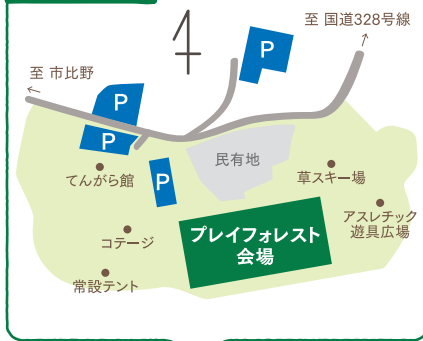 至 国道328号線
P
至 市比野
P
P
民有地
てんがら館
P
草スキー場
アスレチック
遊具広場
プレイフォレスト
会場
コテージ
常設テント